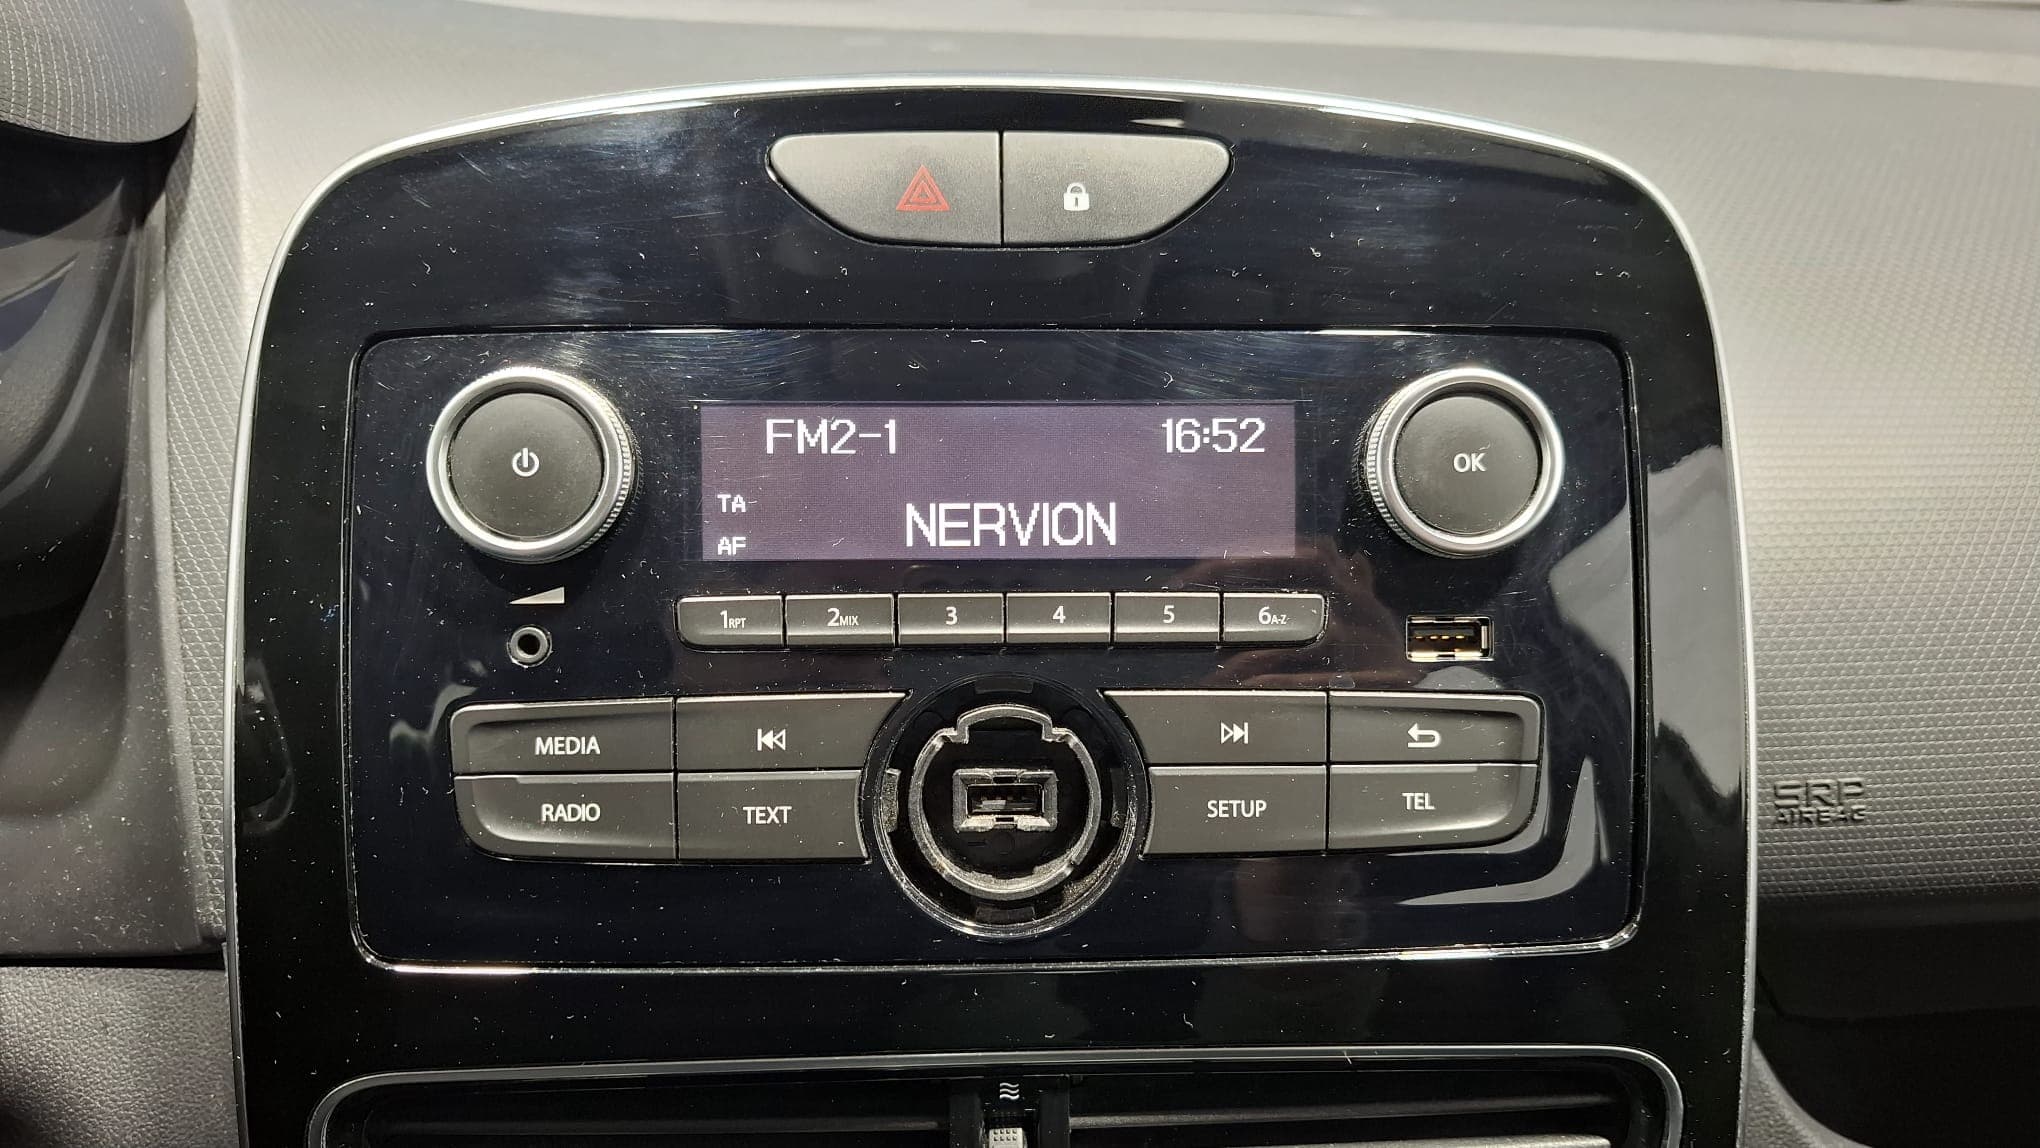 FM2-1 16:52
TA
NERVION
AF
OK
1RPT 2MIX 3 4 5 6A-Z
MEDIA
RADIO TEXT SETUP TEL
SRP
AIRBAG